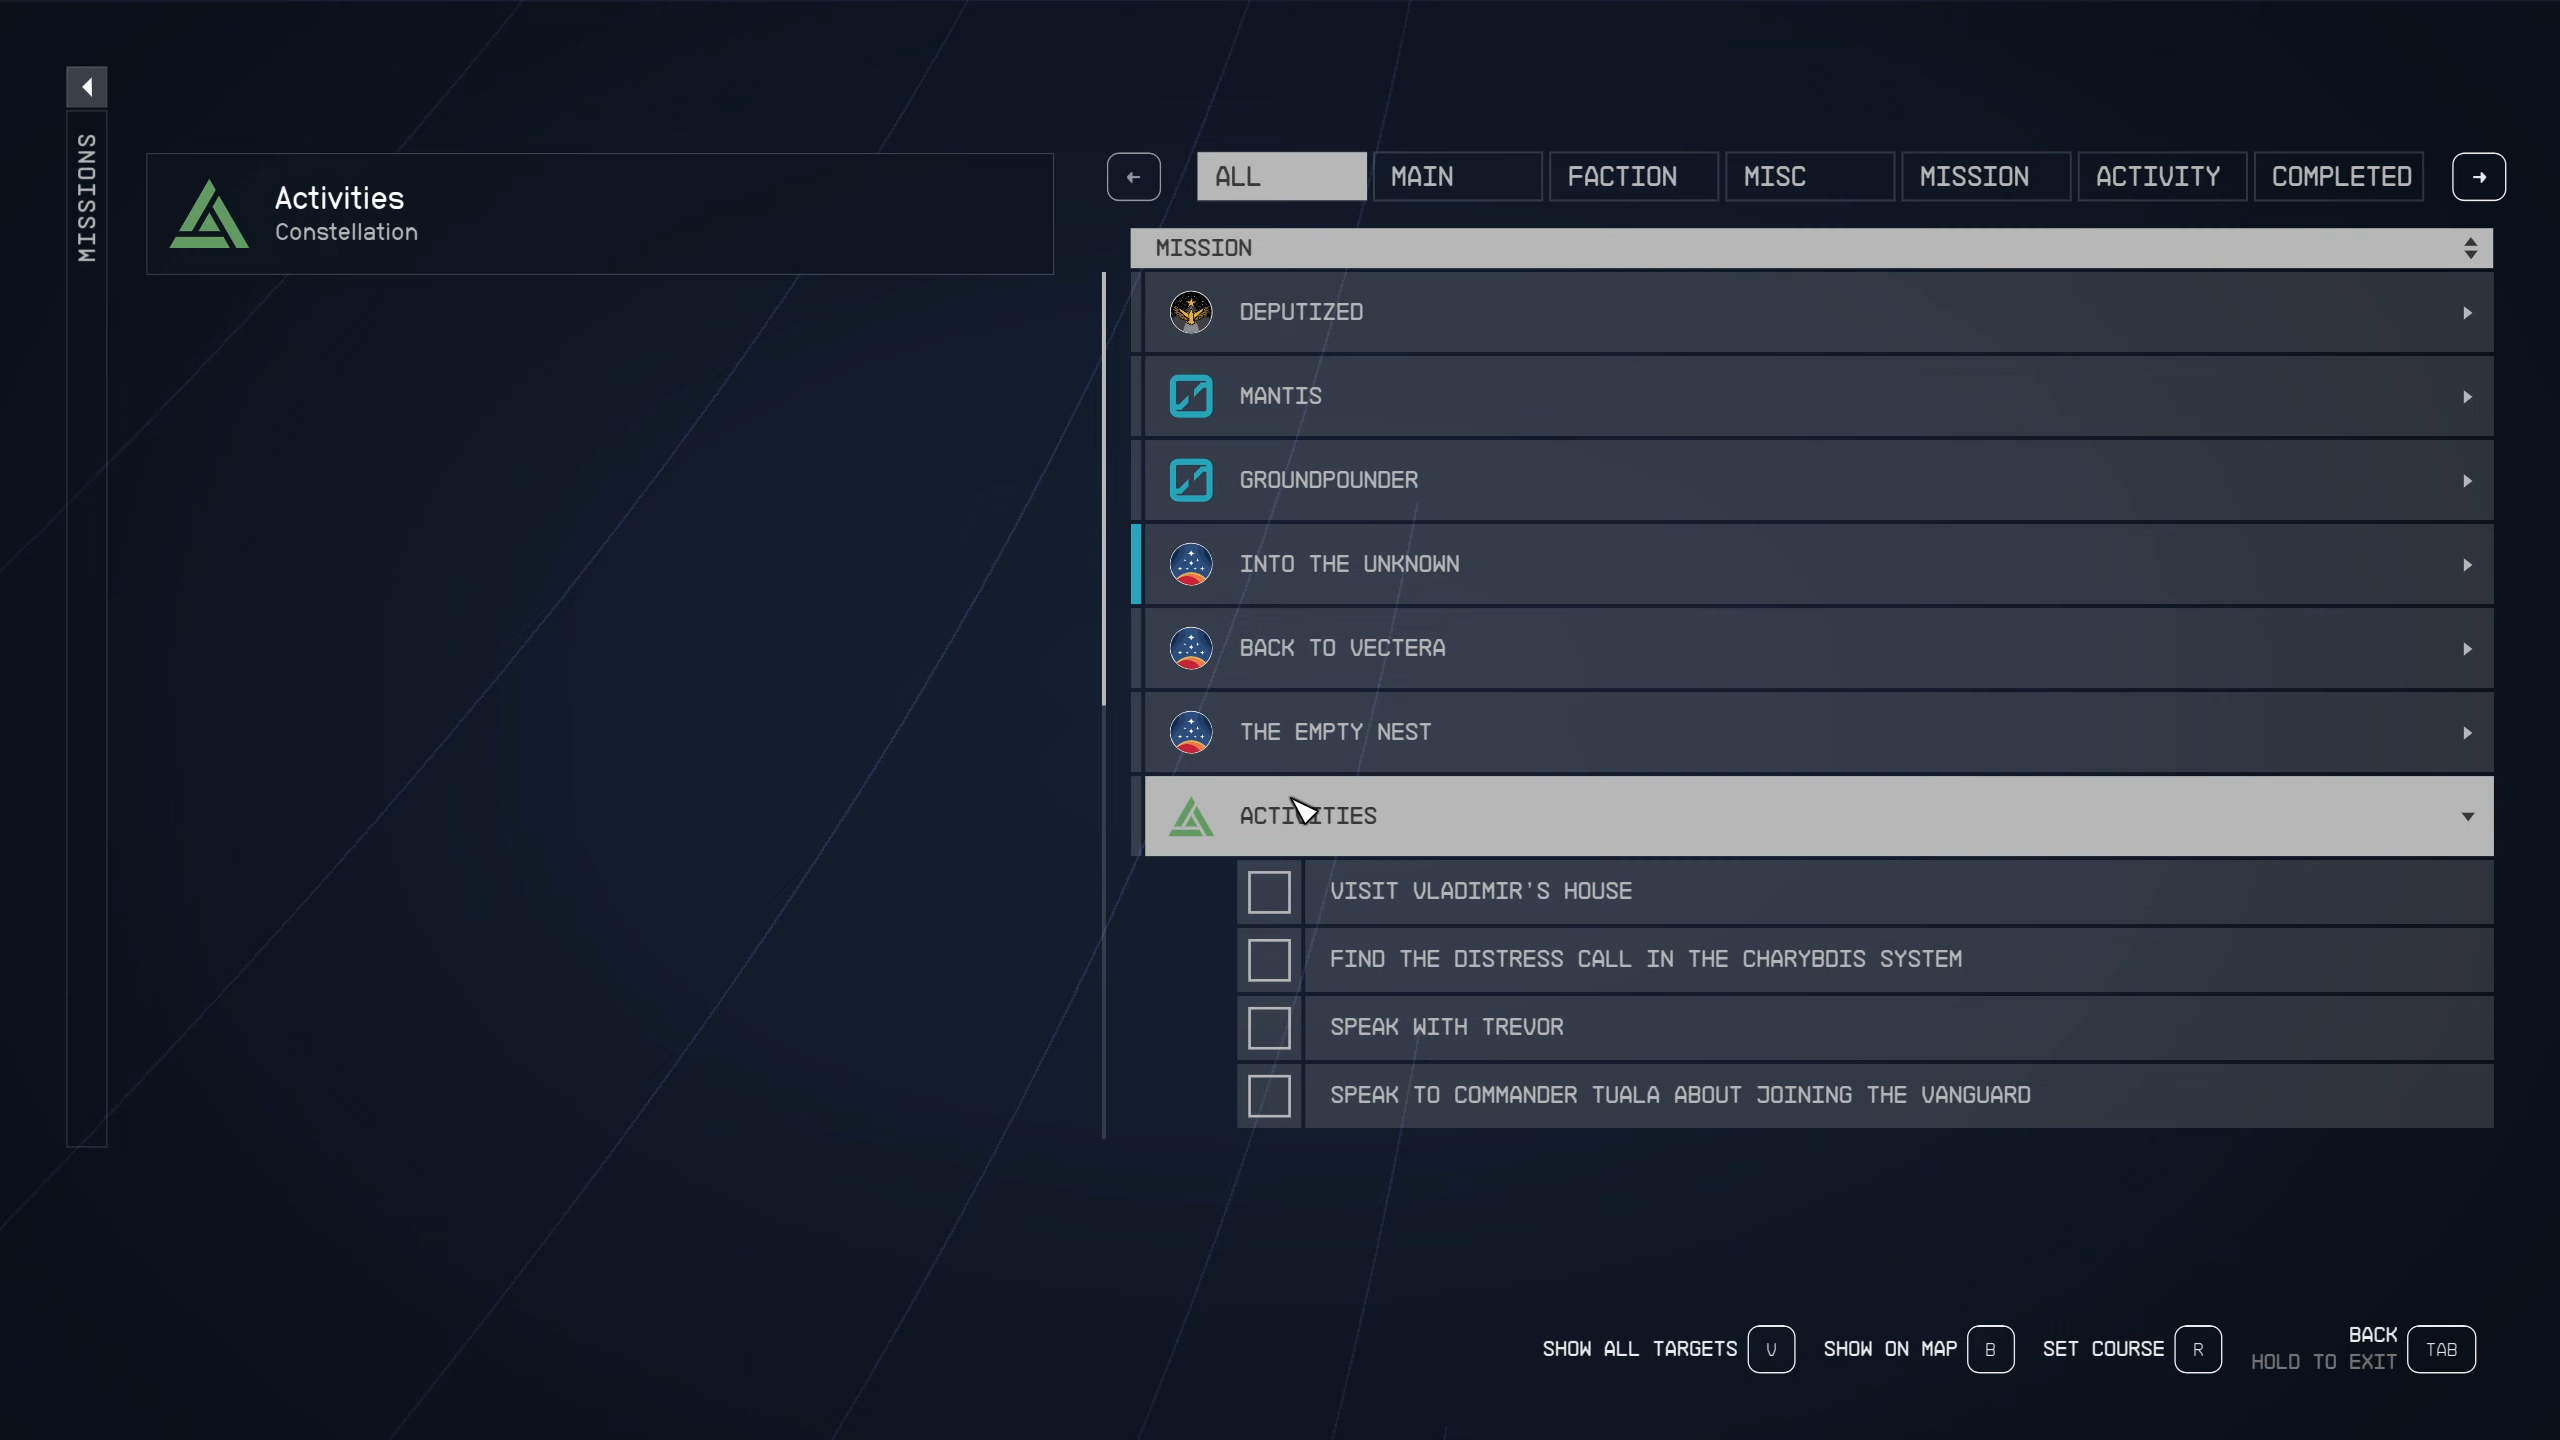 MISSIONS
Activities
Constellation
ALL
MAIN
FACTION
MISC
MISSION
ACTIVITY
COMPLETED
MISSION
DEPUTIZED
MANTIS
GROUNDPOUNDER
INTO THE UNKNOWN
BACK TO VECTERA
THE EMPTY NEST
ACTIVITIES
VISIT VLADIMIR'S HOUSE
FIND THE DISTRESS CALL IN THE CHARYBDIS SYSTEM
SPEAK WITH TREVOR
SPEAK TO COMMANDER TUALA ABOUT JOINING THE VANGUARD
SHOW ALL TARGETS V
SHOW ON MAP B
SET COURSE R
BACK
HOLD TO EXIT
TAB